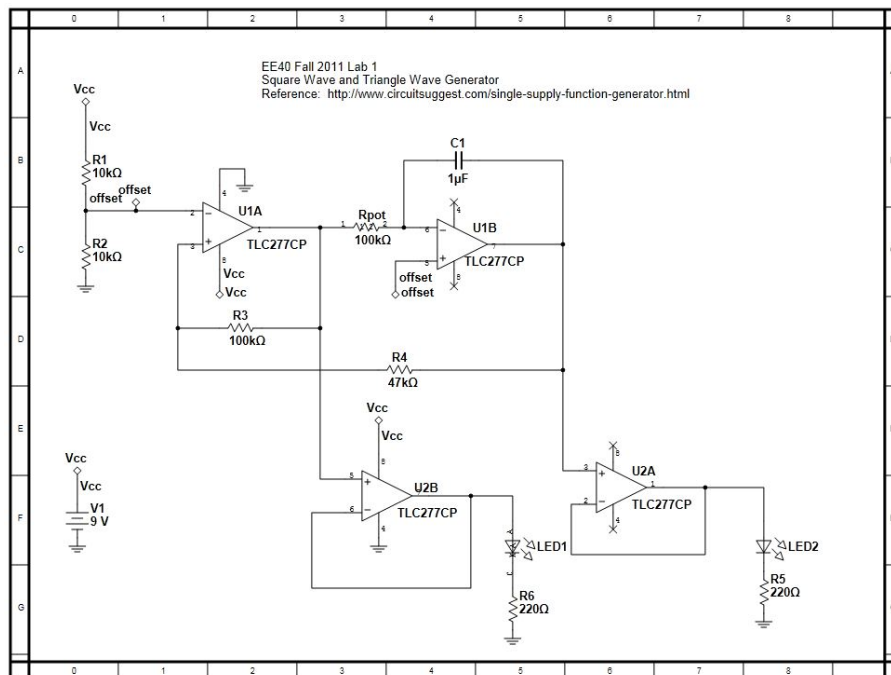 0 1 2 3 4 5 6 7 8
A
EE40 Fall 2011 Lab 1
Square Wave and Triangle Wave Generator
Reference: http://www.circuitsuggest.com/single-supply-function-generator.html
Vcc
Vcc
B
R1
10kΩ
offset
offset
C1
1µF
4
2
3
1
8
U1A
TLC277CP
Rpot
1 2
100kΩ
4
6
5
7
8
U1B
TLC277CP
C
R2
10kΩ
Vcc
Vcc
offset
offset
D
R3
100kΩ
R4
47kΩ
E
Vcc
Vcc
Vcc
Vcc
V1
9 V
8
5
6
4
U2B
TLC277CP
8
3
2
1
4
U2A
TLC277CP
F
A
C
LED1
LED2
G
R6
220Ω
R5
220Ω
0 1 2 3 4 5 6 7 8